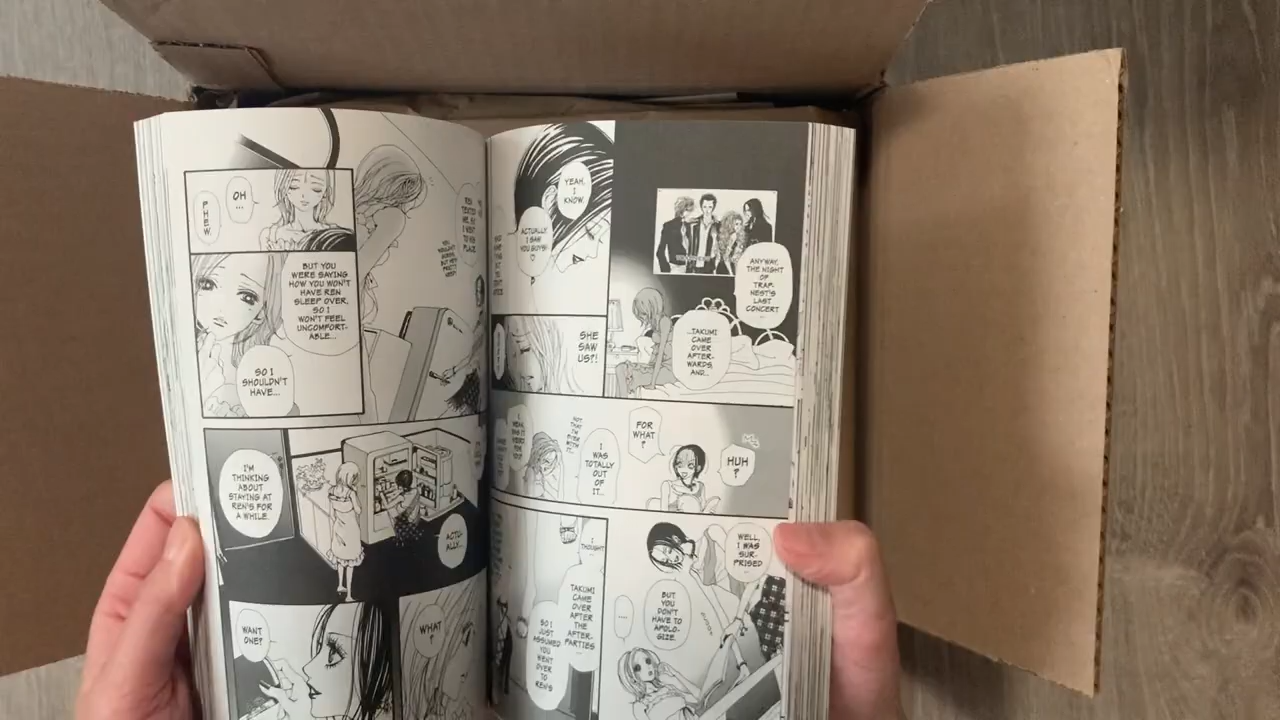 YEAH,
I
KNOW.
ACTUALLY
I SAW
YOU GUYS!
ANYWAY,
THE NIGHT
OF
TRAP-
NEST'S
LAST
CONCERT
...
...TAKUMI
CAME
OVER
AFTER-
WARDS,
AND...
SHE
SAW
US?!
FOR
WHAT
?
HUH
?
I WAS
TOTALLY
OUT
OF
IT...
WELL,
I WAS
SUR-
PRISED
...
BUT
YOU
DON'T
HAVE TO
APOLO-
GIZE.
...
I
THOUGHT
TAKUMI
CAME
OVER
AFTER
THE
AFTER-
PARTIES
SO I
JUST
ASSUMED
YOU
WENT
OVER
TO
REN'S
OH
...
PHEW.
BUT YOU
WERE SAYING
HOW YOU WON'T
HAVE REN
SLEEP OVER,
SO I
WON'T FEEL
UNCOMFORT-
ABLE...
SO I
SHOULDN'T
HAVE...
I'M
THINKING
ABOUT
STAYING AT
REN'S FOR
A WHILE.
ACTU-
ALLY...
WANT
ONE?
WHAT
?